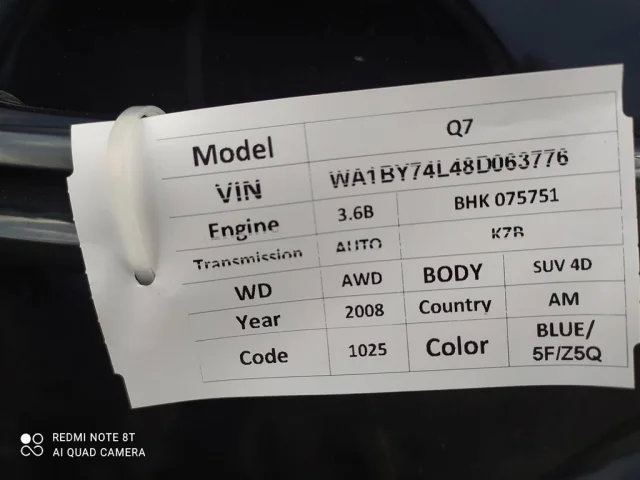 Model Q7
VIN WA1BY74L48D063776
Engine 3.6B BHK 075751
Transmission AUTO K7B
WD AWD BODY SUV 4D
Year 2008 Country AM
Code 1025 Color BLUE/
5F/Z5Q
REDMI NOTE 8T
AI QUAD CAMERA